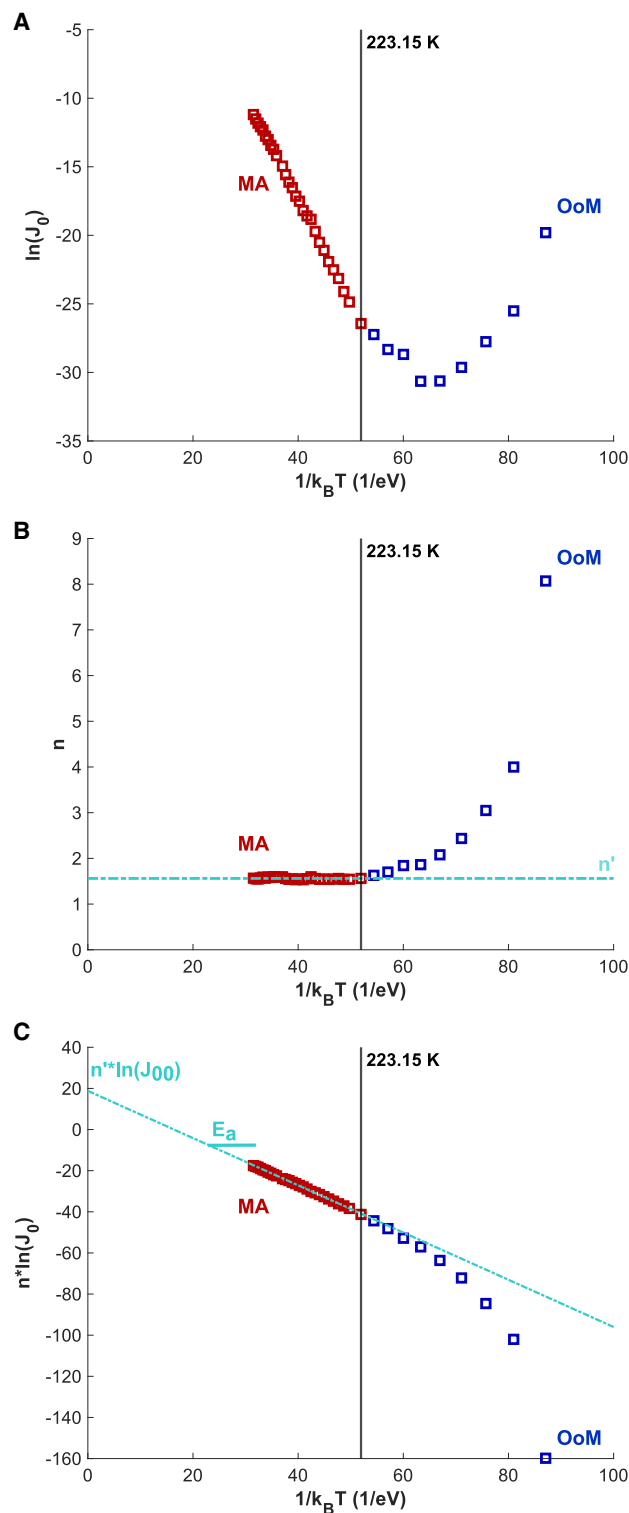 A
-5
223.15 K
-10
MA
-15
OoM
ln(J0)
-20
-25
-30
-35
0 20 40 60 80 100
1/kBT (1/eV)
B
9
223.15 K
OoM
8
7
6
5
n
4
3
MA
2
n'
1
0
0 20 40 60 80 100
1/kBT (1/eV)
C
40
223.15 K
n'*ln(J00)
20
Ea
0
-20
MA
-40
n*ln(J0)
-60
-80
-100
-120
-140
OoM
-160
0 20 40 60 80 100
1/kBT (1/eV)